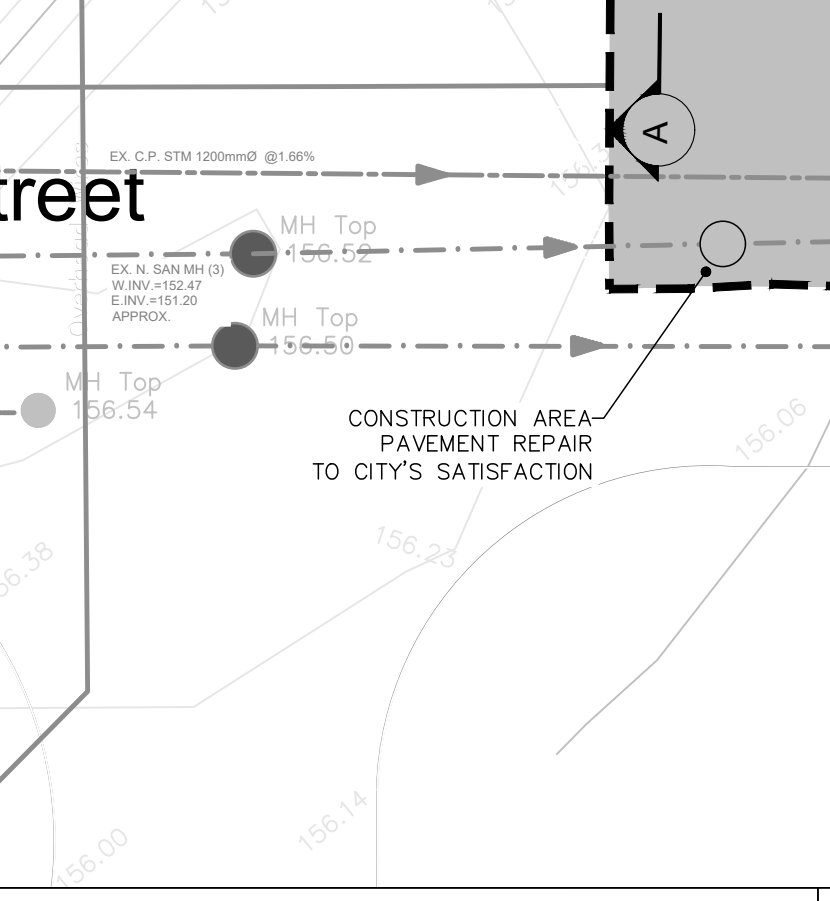 EX. C.P. STM 1200mmØ @1.66%
A
treet
MH Top
156.52
EX. N. SAN MH (3)
W.INV.=152.47
E.INV.=151.20
APPROX.
MH Top
156.50
MH Top
156.54
CONSTRUCTION AREA
PAVEMENT REPAIR
TO CITY'S SATISFACTION
156.06
156.23
156.14
156.00